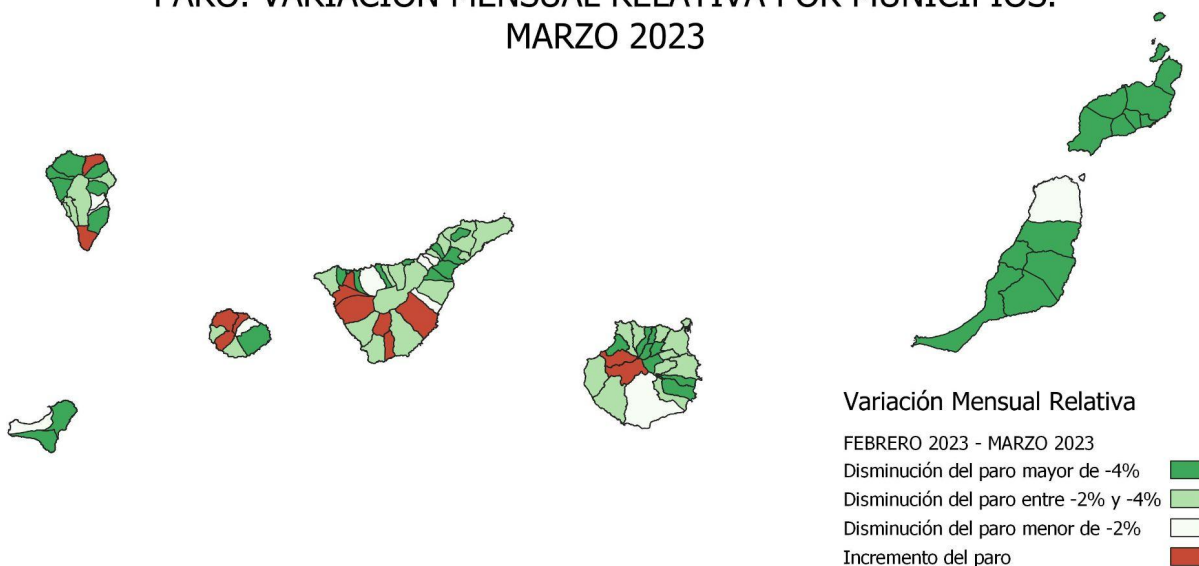 PARO. VARIACIÓN MENSUAL RELATIVA POR MUNICIPIOS.
MARZO 2023
Variación Mensual Relativa
FEBRERO 2023 - MARZO 2023
Disminución del paro mayor de -4%
Disminución del paro entre -2% y -4%
Disminución del paro menor de -2%
Incremento del paro